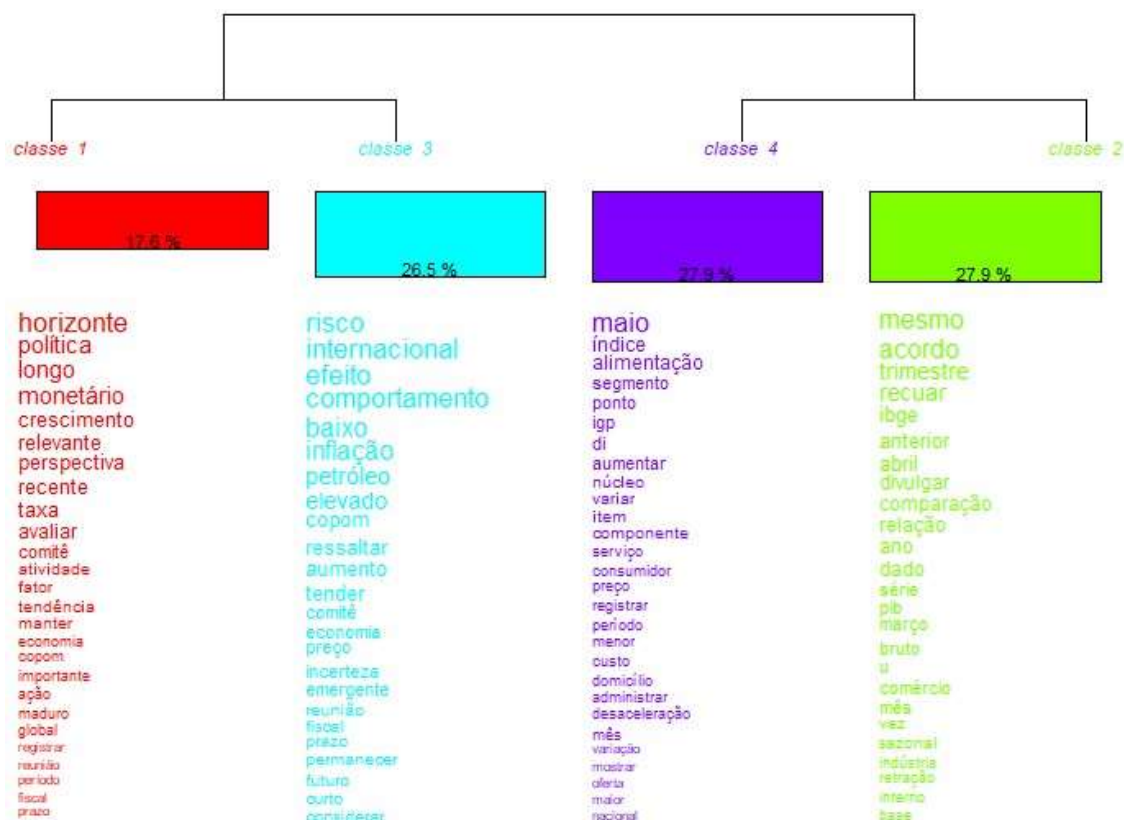 classe 1
classe 3
classe 4
classe 2
17.6 %
26.5 %
27.9 %
27.9 %
horizonte
política
longo
monetário
crescimento
relevante
perspectiva
recente
taxa
avaliar
comitê
atividade
fator
tendência
manter
economia
copom
importante
ação
maduro
global
registrar
reunião
período
fiscal
prazo
risco
internacional
efeito
comportamento
baixo
inflação
petróleo
elevado
copom
ressaltar
aumento
tender
comitê
economia
preço
incerteza
emergente
reunião
fiscal
prazo
permanecer
futuro
curto
considerar
maio
índice
alimentação
segmento
ponto
igp
di
aumentar
núcleo
variar
item
componente
serviço
consumidor
preço
registrar
período
menor
custo
domicílio
administrar
desaceleração
mês
variação
mostrar
oferta
maior
nacional
mesmo
acordo
trimestre
recuar
ibge
anterior
abril
divulgar
comparação
relação
ano
dado
série
pib
março
bruto
u
comércio
mês
vez
sazonal
indústria
retração
interno
base